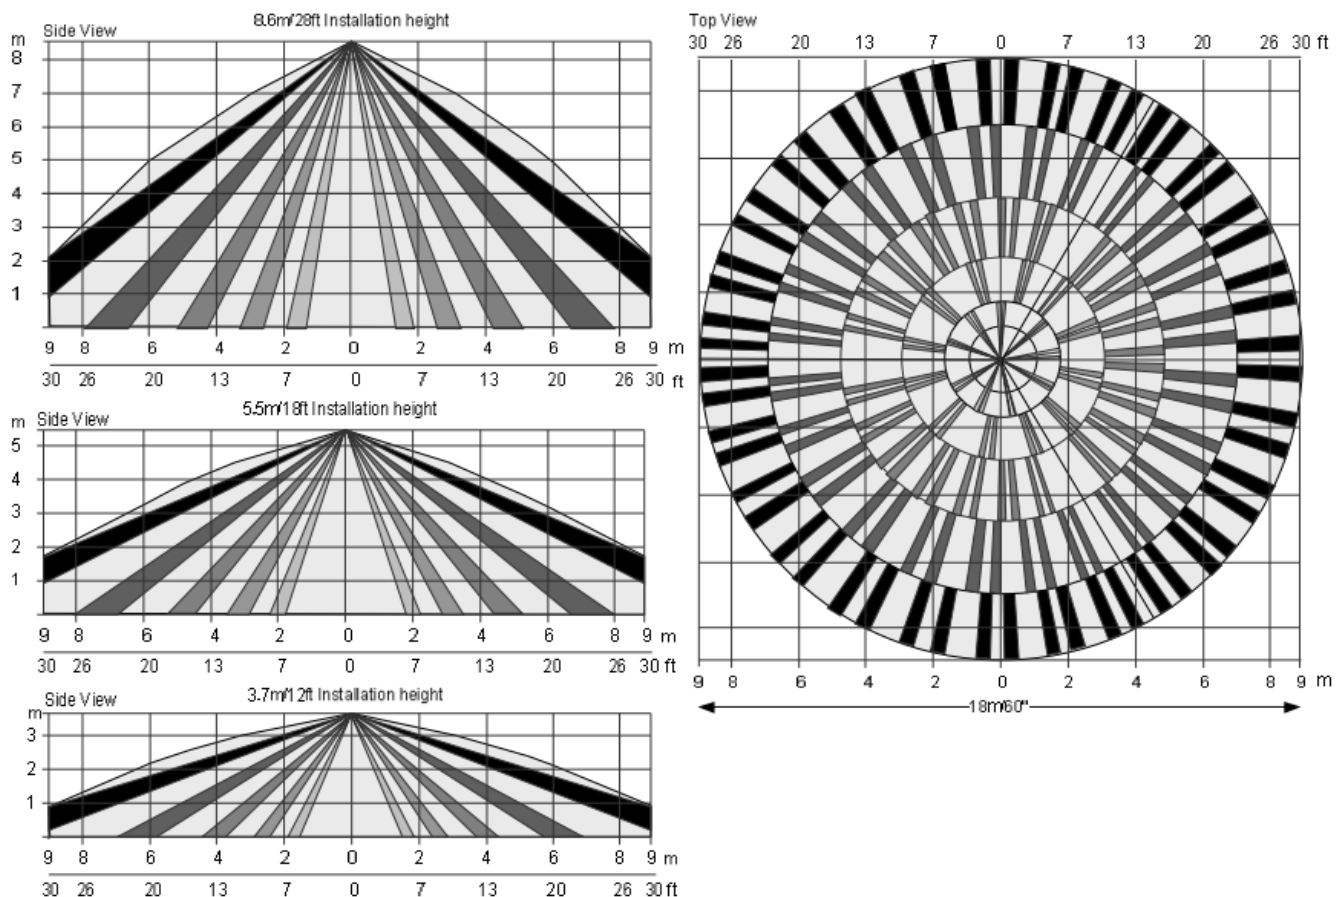 8.6m/28ft Installation height
Side View
m
8
7
6
5
4
3
2
1
9 8 6 4 2 0 2 4 6 8 9 m
30 26 20 13 7 0 7 13 20 26 30 ft
5.5m/18ft Installation height
m Side View
5
4
3
2
1
9 8 6 4 2 0 2 4 6 8 9 m
30 26 20 13 7 0 7 13 20 26 30 ft
3.7m/12ft Installation height
Side View
m
3
2
1
9 8 6 4 2 0 2 4 6 8 9 m
30 26 20 13 7 0 7 13 20 26 30 ft
Top View
30 26 20 13 7 0 7 13 20 26 30 ft
9 8 6 4 2 0 2 4 6 8 9 m
18m/60"